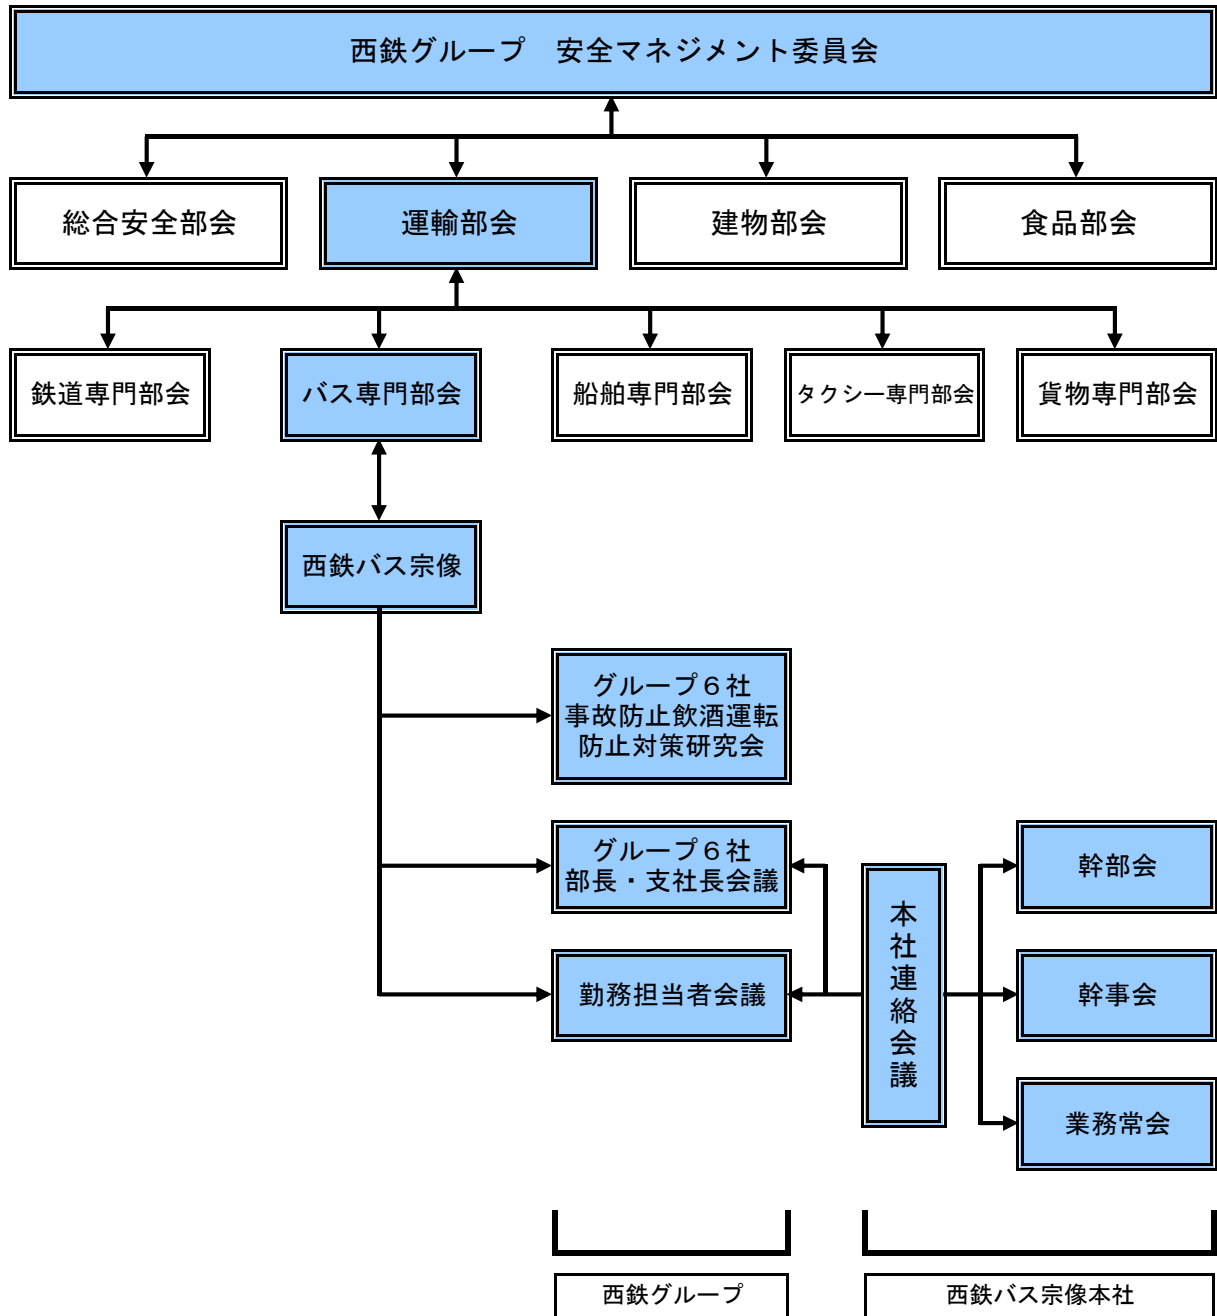 西鉄グループ　安全マネジメント委員会
総合安全部会
運輸部会
建物部会
食品部会
鉄道専門部会
バス専門部会
船舶専門部会
タクシー専門部会
貨物専門部会
西鉄バス宗像
グループ６社
事故防止飲酒運転
防止対策研究会
グループ６社
部長・支社長会議
勤務担当者会議
本社連絡会議
幹部会
幹事会
業務常会
西鉄グループ
西鉄バス宗像本社